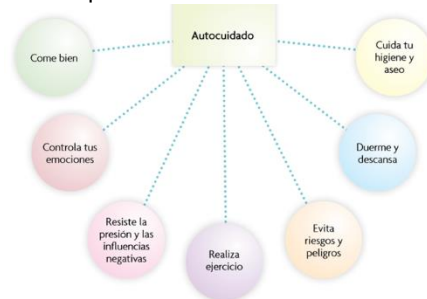 Autocuidado
Come bien
Cuida tu
higiene y
aseo
Controla tus
emociones
Duerme y
descansa
Resiste la
presión y las
influencias
negativas
Realiza
ejercicio
Evita
riesgos y
peligros